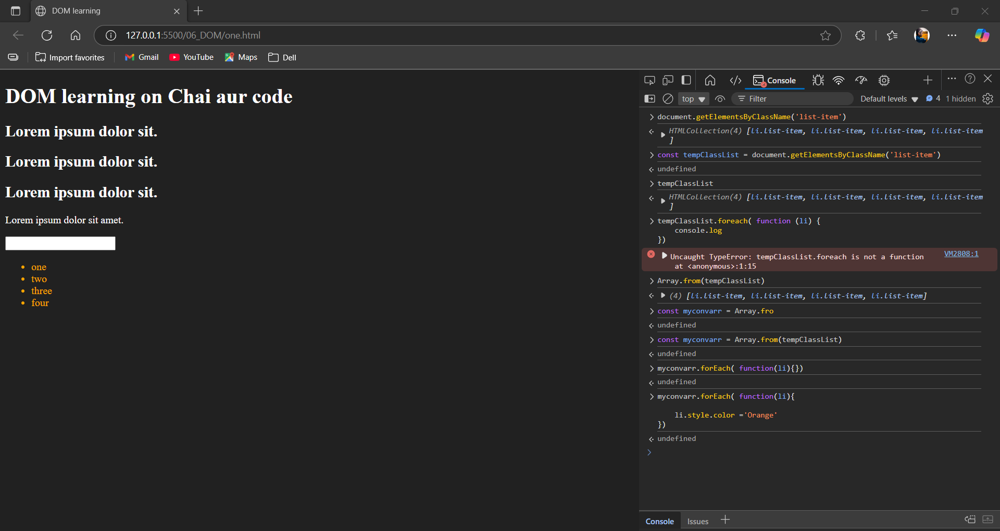 DOM learning
127.0.0.1:5500/06_DOM/one.html
Import favorites
Gmail
YouTube
Maps
Dell
DOM learning on Chai aur code
Lorem ipsum dolor sit.
Lorem ipsum dolor sit.
Lorem ipsum dolor sit.
Lorem ipsum dolor sit amet.
one
two
three
four
Console
top
Filter
Default levels
4
1 hidden
document.getElementsByClassName('list-item')
HTMLCollection(4) [li.list-item, li.list-item, li.list-item, li.list-item
]
const tempClassList = document.getElementsByClassName('list-item')
undefined
tempClassList
HTMLCollection(4) [li.list-item, li.list-item, li.list-item, li.list-item
]
tempClassList.foreach( function (li) {
console.log
})
Uncaught TypeError: tempClassList.foreach is not a function
VM2808:1
at <anonymous>:1:15
Array.from(tempClassList)
(4) [li.list-item, li.list-item, li.list-item, li.list-item]
const myconvarr = Array.fro
undefined
const myconvarr = Array.from(tempClassList)
undefined
myconvarr.forEach( function(li){})
undefined
myconvarr.forEach( function(li){
li.style.color ='Orange'
})
undefined
Console
Issues